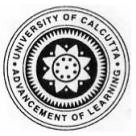 UNIVERSITY OF CALCUTTA
ADVANCEMENT OF LEARNING